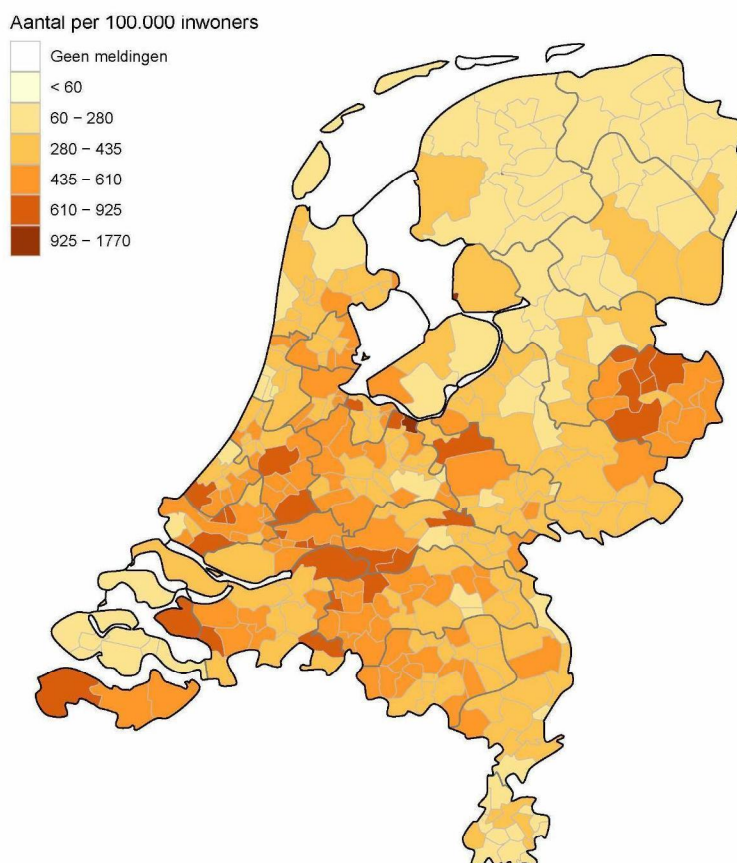 Aantal per 100.000 inwoners
Geen meldingen
< 60
60 – 280
280 – 435
435 – 610
610 – 925
925 – 1770